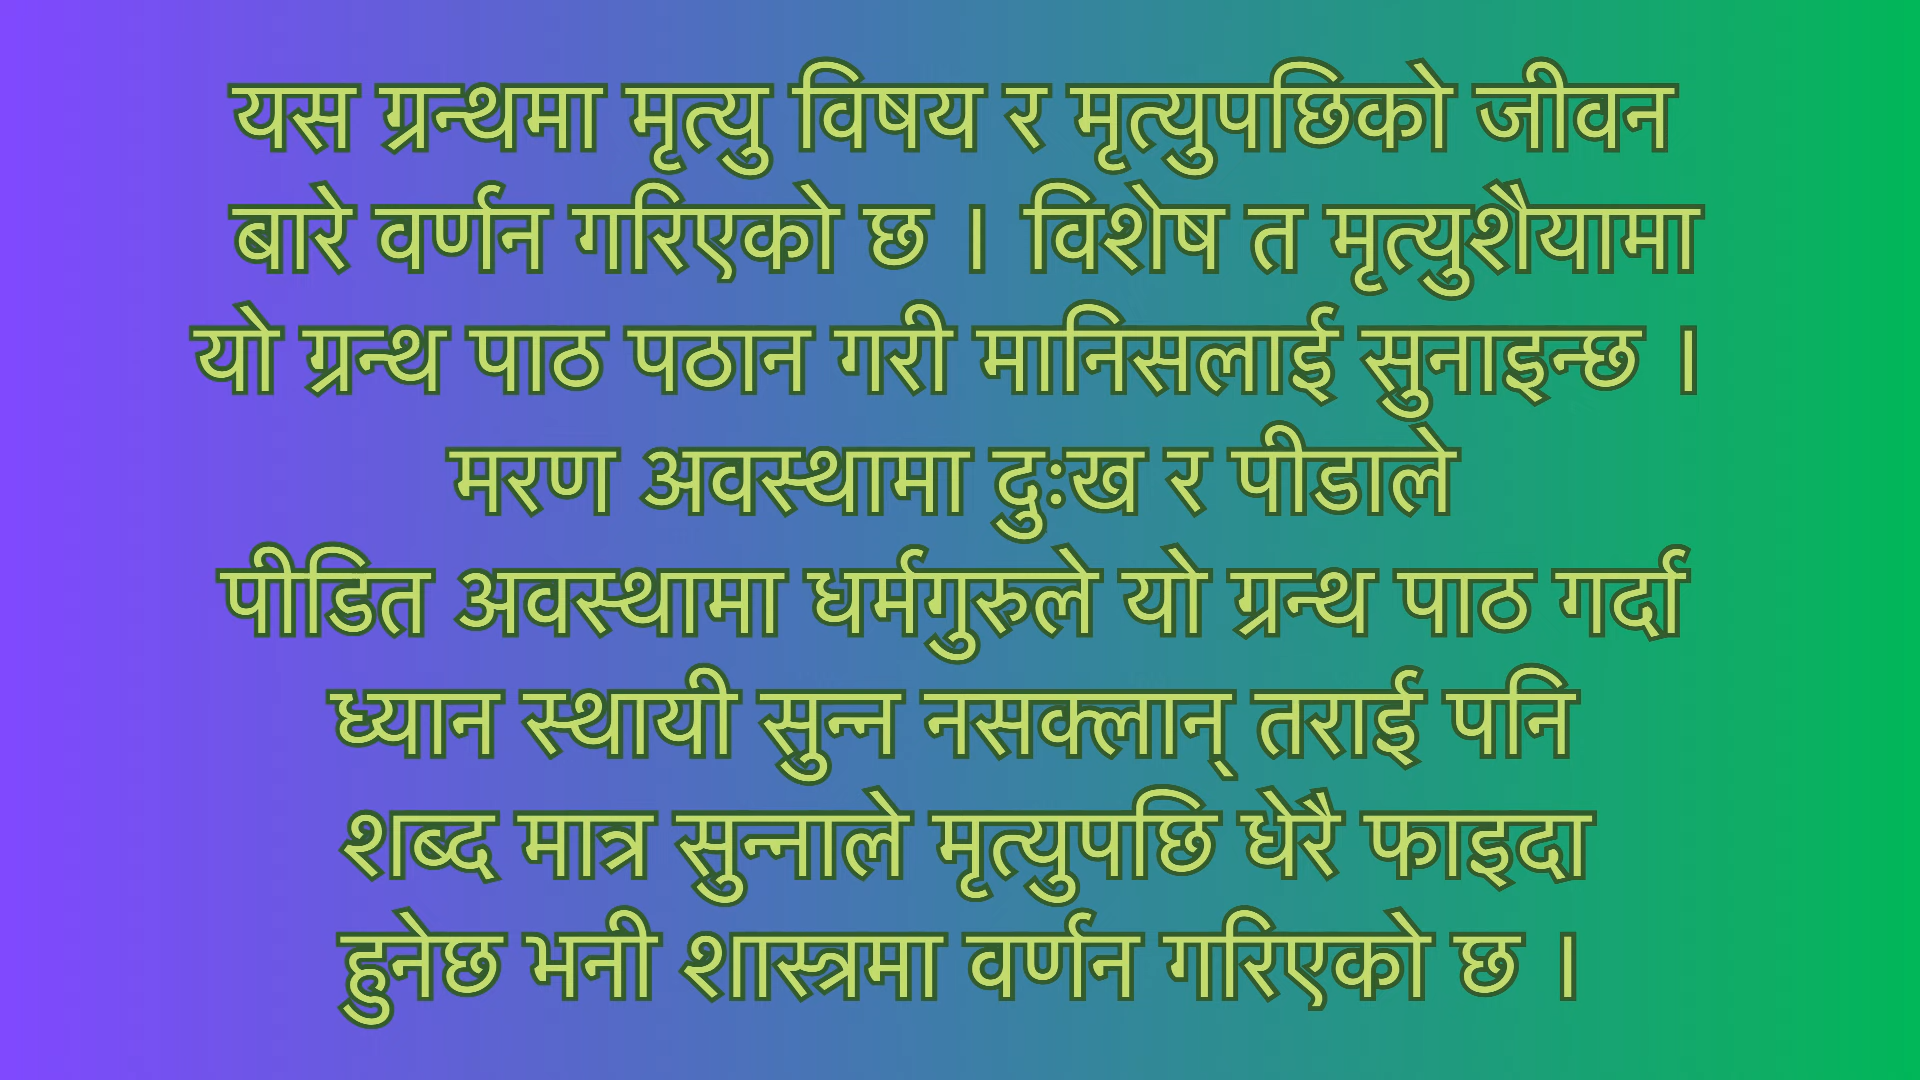 यस ग्रन्थमा मृत्यु विषय र मृत्युपछिको जीवन
बारे वर्णन गरिएको छ । विशेष त मृत्युशैयामा
यो ग्रन्थ पाठ पठान गरी मानिसलाई सुनाइन्छ ।
मरण अवस्थामा दुःख र पीडाले
पीडित अवस्थामा धर्मगुरुले यो ग्रन्थ पाठ गर्दा
ध्यान स्थायी सुन्न नसक्लान् तराई पनि
शब्द मात्र सुन्नाले मृत्युपछि धेरै फाइदा
हुनेछ भनी शास्त्रमा वर्णन गरिएको छ ।